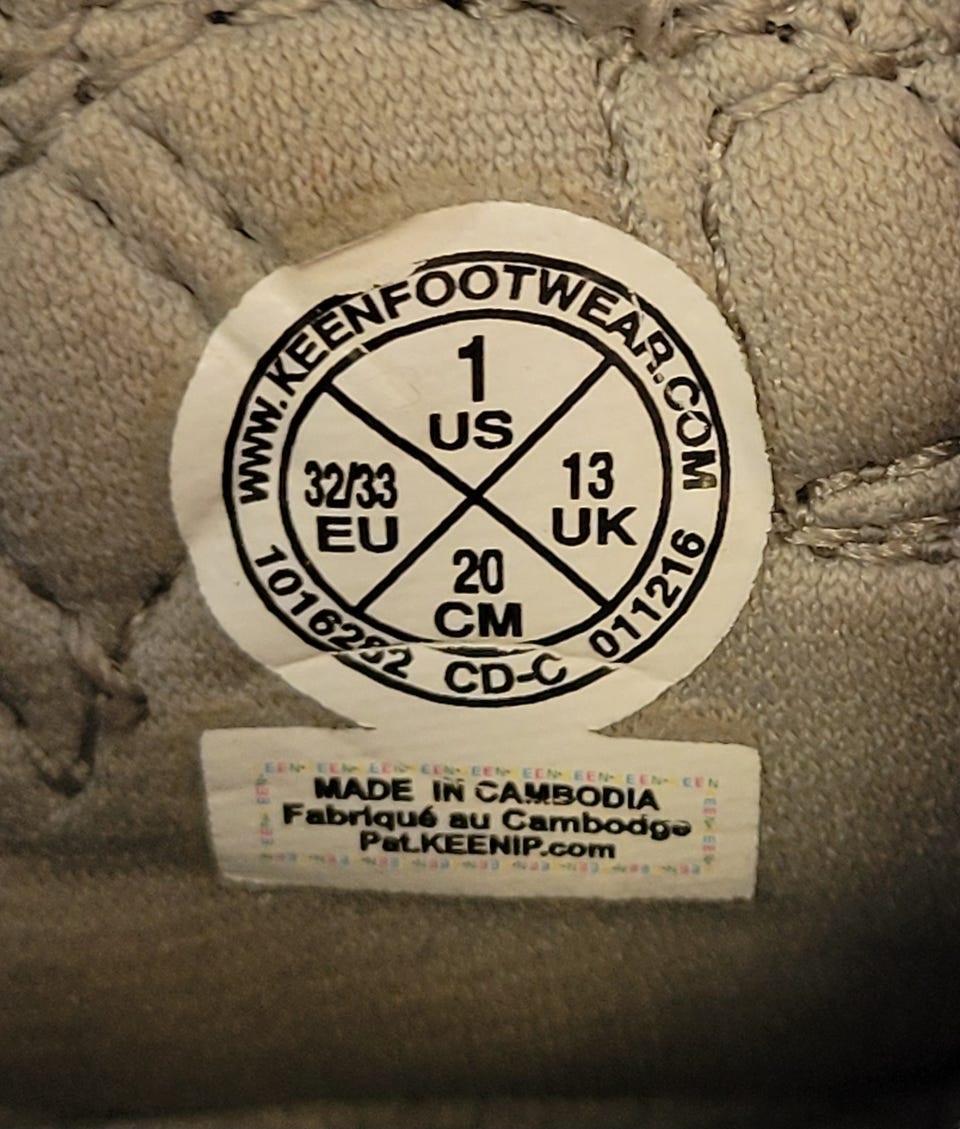 WWW.KEENFOOTWEAR.COM
1
US
32/33
EU
13
UK
20
CM
1016282 CD-C 011216
MADE IN CAMBODIA
Fabriqué au Cambodge
Pat.KEENIP.com